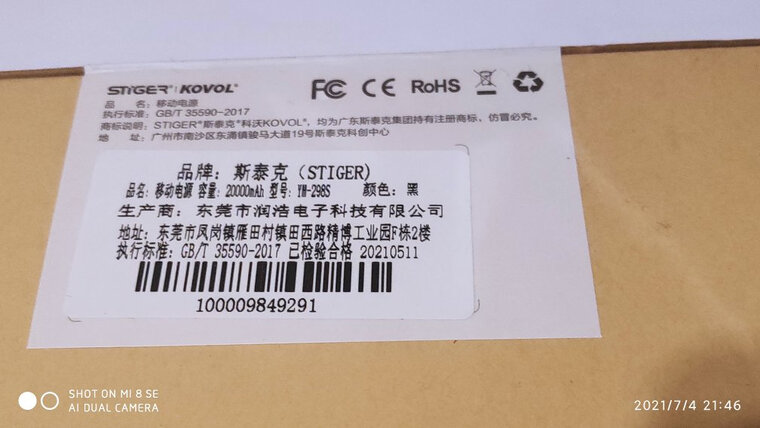 STIGER® | KOVOL® FC CE RoHS
品 名：移动电源
执行标准：GB/T 35590-2017
商标说明：STIGER®斯泰克®科沃KOVOL®，均为广东斯泰克集团持有注册商标，仿冒必究。
地 址：广州市南沙区东涌镇骏马大道19号斯泰克科创中心
品牌：斯泰克（STIGER）
品名：移动电源 容量：20000mAh 型号：YM-298S 颜色：黑
生产商：东莞市润浩电子科技有限公司
地址：东莞市凤岗镇雁田村镇田西路精博工业园F栋2楼
执行标准：GB/T 35590-2017 已检验合格 20210511
100009849291
SHOT ON MI 8 SE
AI DUAL CAMERA
2021/7/4 21:46